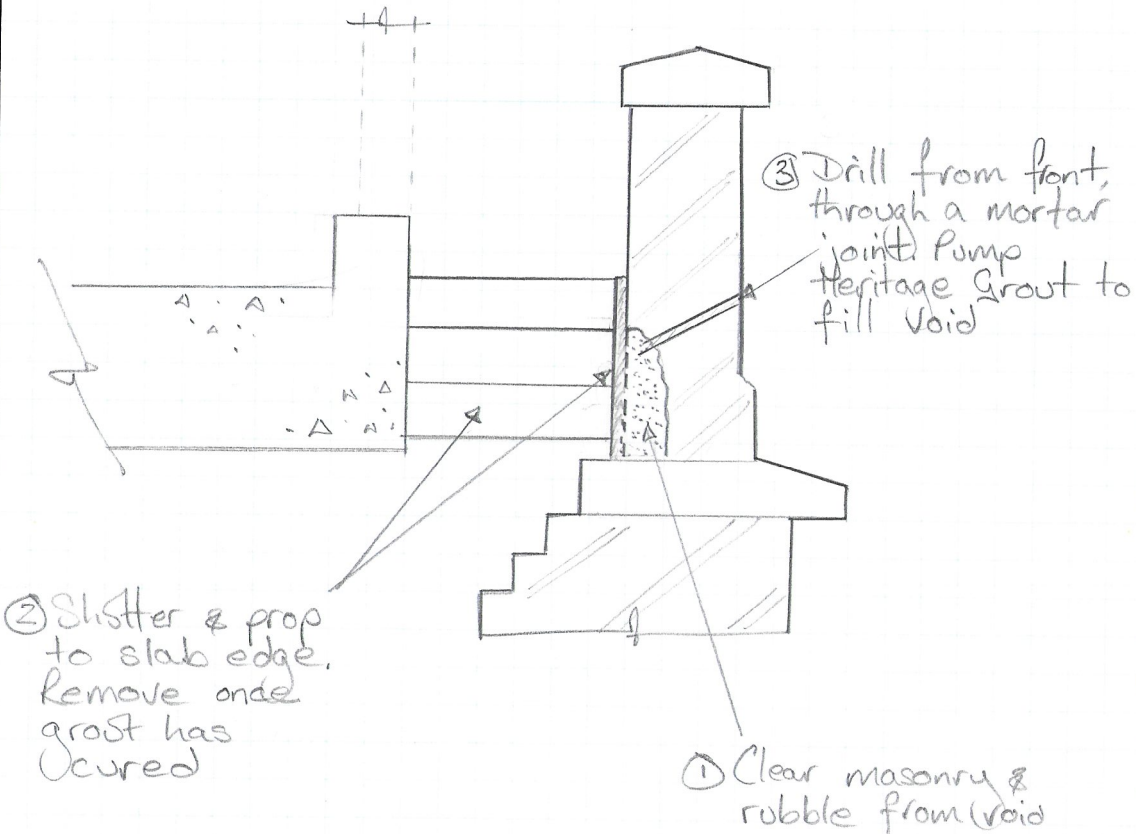 ③ Drill from front,
through a mortar
joint. Pump
Heritage Grout to
fill void
② Shutter & prop
to slab edge.
Remove once
grout has
cured
① Clear masonry &
rubble from void